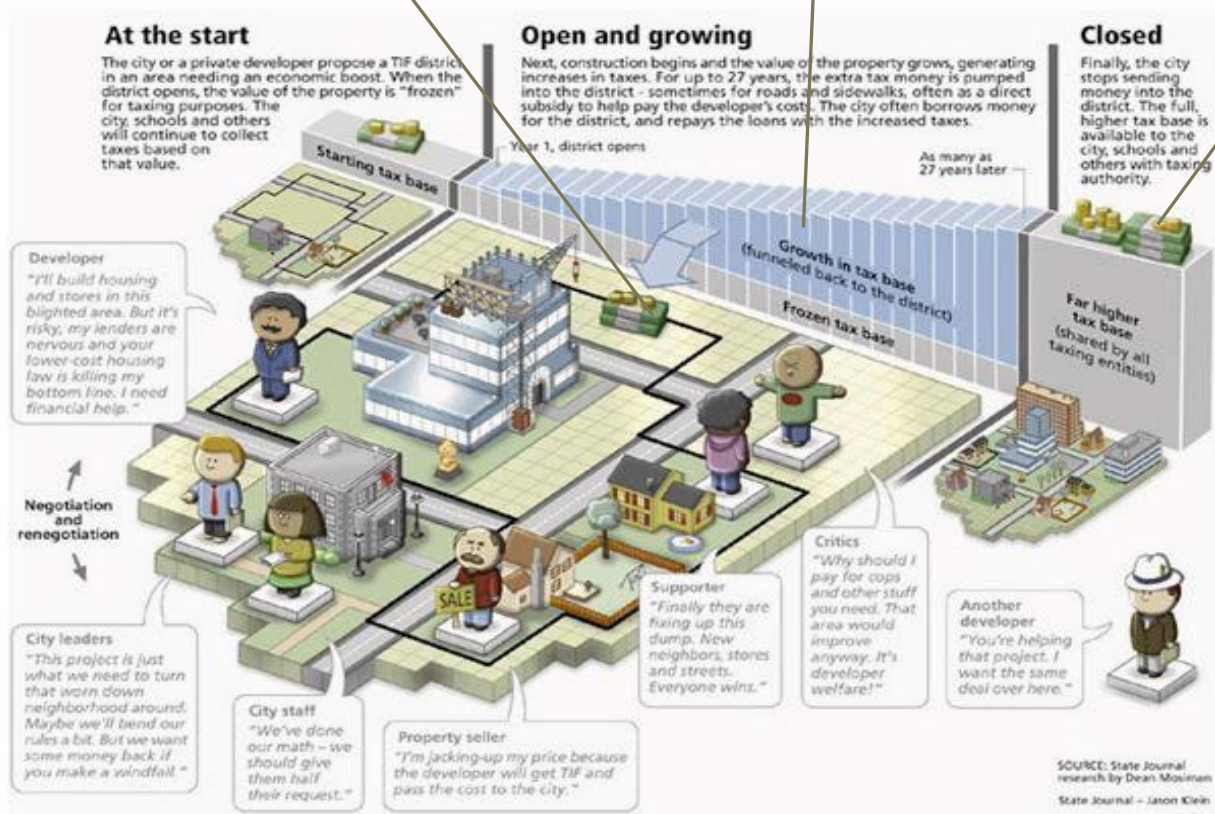 At the start
The city or a private developer propose a TIF district
in an area needing an economic boost. When the
district opens, the value of the property is "frozen"
for taxing purposes. The
city, schools and others
will continue to collect
taxes based on
that value.
Open and growing
Next, construction begins and the value of the property grows, generating
increases in taxes. For up to 27 years, the extra tax money is pumped
into the district - sometimes for roads and sidewalks, often as a direct
subsidy to help pay the developer's costs. The city often borrows money
for the district, and repays the loans with the increased taxes.
Closed
Finally, the city
stops sending
money into the
district. The full,
higher tax base is
available to the
city, schools and
others with taxing
authority.
Starting tax base
Year 1, district opens
As many as
27 years later
Growth in tax base
(funneled back to the district)
Frozen tax base
Far higher
tax base
(shared by all
taxing entities)
Developer
"I'll build housing
and stores in this
blighted area. But it's
risky, my lenders are
nervous and your
lower-cost housing
law is killing my
bottom line. I need
financial help."
Negotiation
and
renegotiation
City leaders
"This project is just
what we need to turn
that worn down
neighborhood around.
Maybe we'll bend our
rules a bit. But we want
some money back if
you make a windfall."
City staff
"We've done
our math – we
should give
them half
their request."
SALE
Property seller
"I'm jacking-up my price because
the developer will get TIF and
pass the cost to the city."
Supporter
"Finally they are
fixing up this
dump. New
neighbors, stores
and streets.
Everyone wins."
Critics
"Why should I
pay for cops
and other stuff
you need. That
area would
improve
anyway. It's
developer
welfare!"
Another
developer
"You're helping
that project. I
want the same
deal over here."
SOURCE: State Journal
research by Dean Mosiman
State Journal – Jason Klein